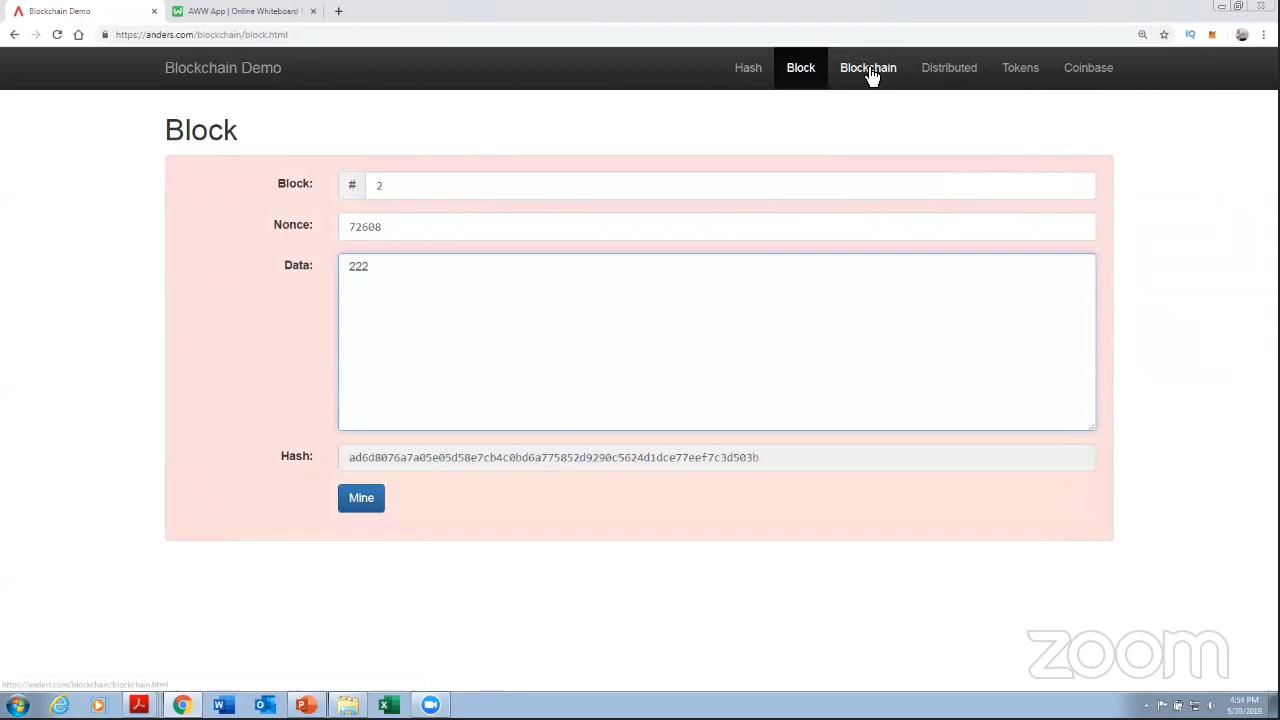 Blockchain Demo
AWW App | Online Whiteboard
https://anders.com/blockchain/block.html
IQ
Blockchain Demo
Hash
Block
Blockchain
Distributed
Tokens
Coinbase
Block
Block:
# 2
Nonce:
72608
Data:
222
Hash:
ad6d8076a7a05e05d58e7cb4c0bd6a775852d9290c5624d1dce77eef7c3d503b
Mine
zoom
https://anders.com/blockchain/blockchain.html
4:54 PM
5/30/2019